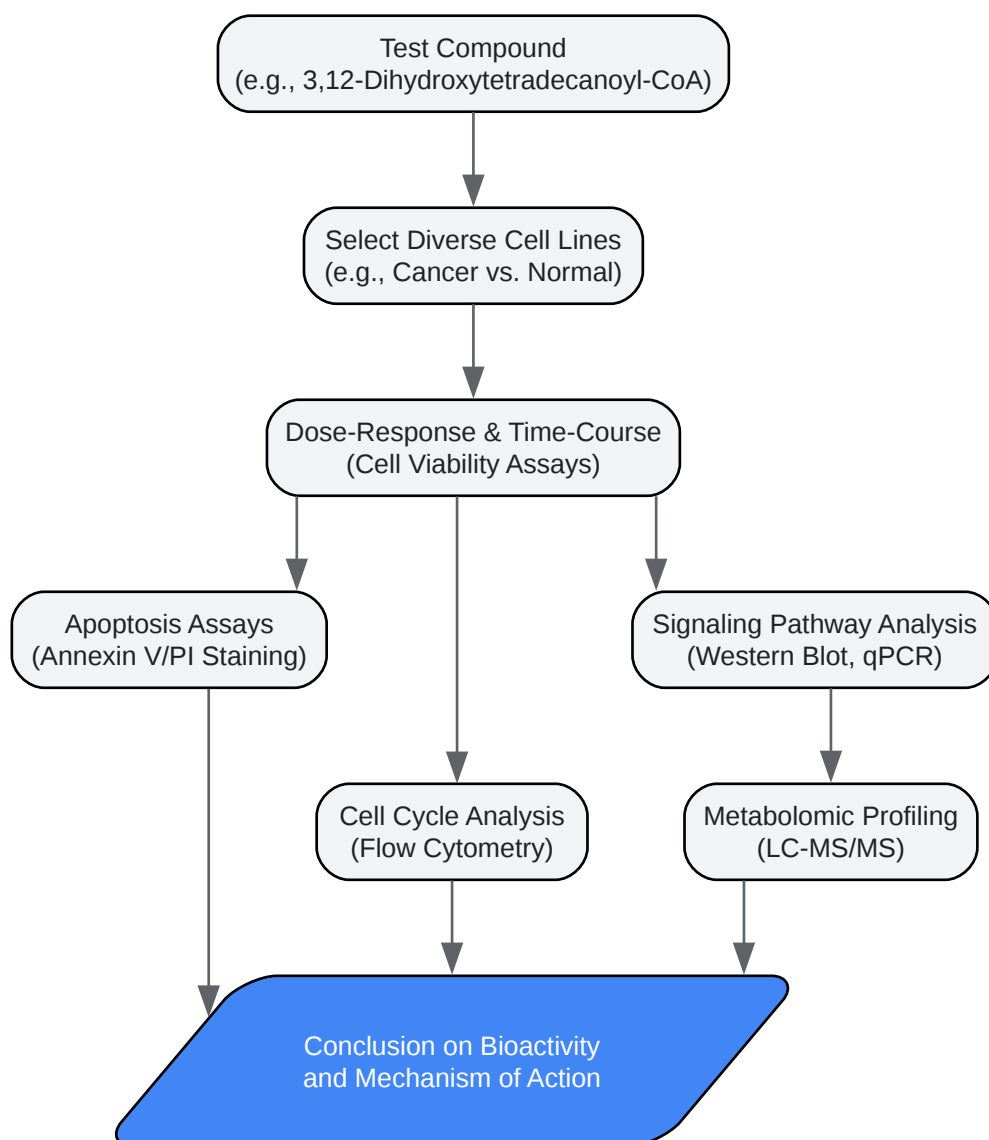 Test Compound
(e.g., 3,12-Dihydroxytetradecanoyl-CoA)
Select Diverse Cell Lines
(e.g., Cancer vs. Normal)
Dose-Response & Time-Course
(Cell Viability Assays)
Apoptosis Assays
(Annexin V/PI Staining)
Signaling Pathway Analysis
(Western Blot, qPCR)
Cell Cycle Analysis
(Flow Cytometry)
Metabolomic Profiling
(LC-MS/MS)
Conclusion on Bioactivity
and Mechanism of Action